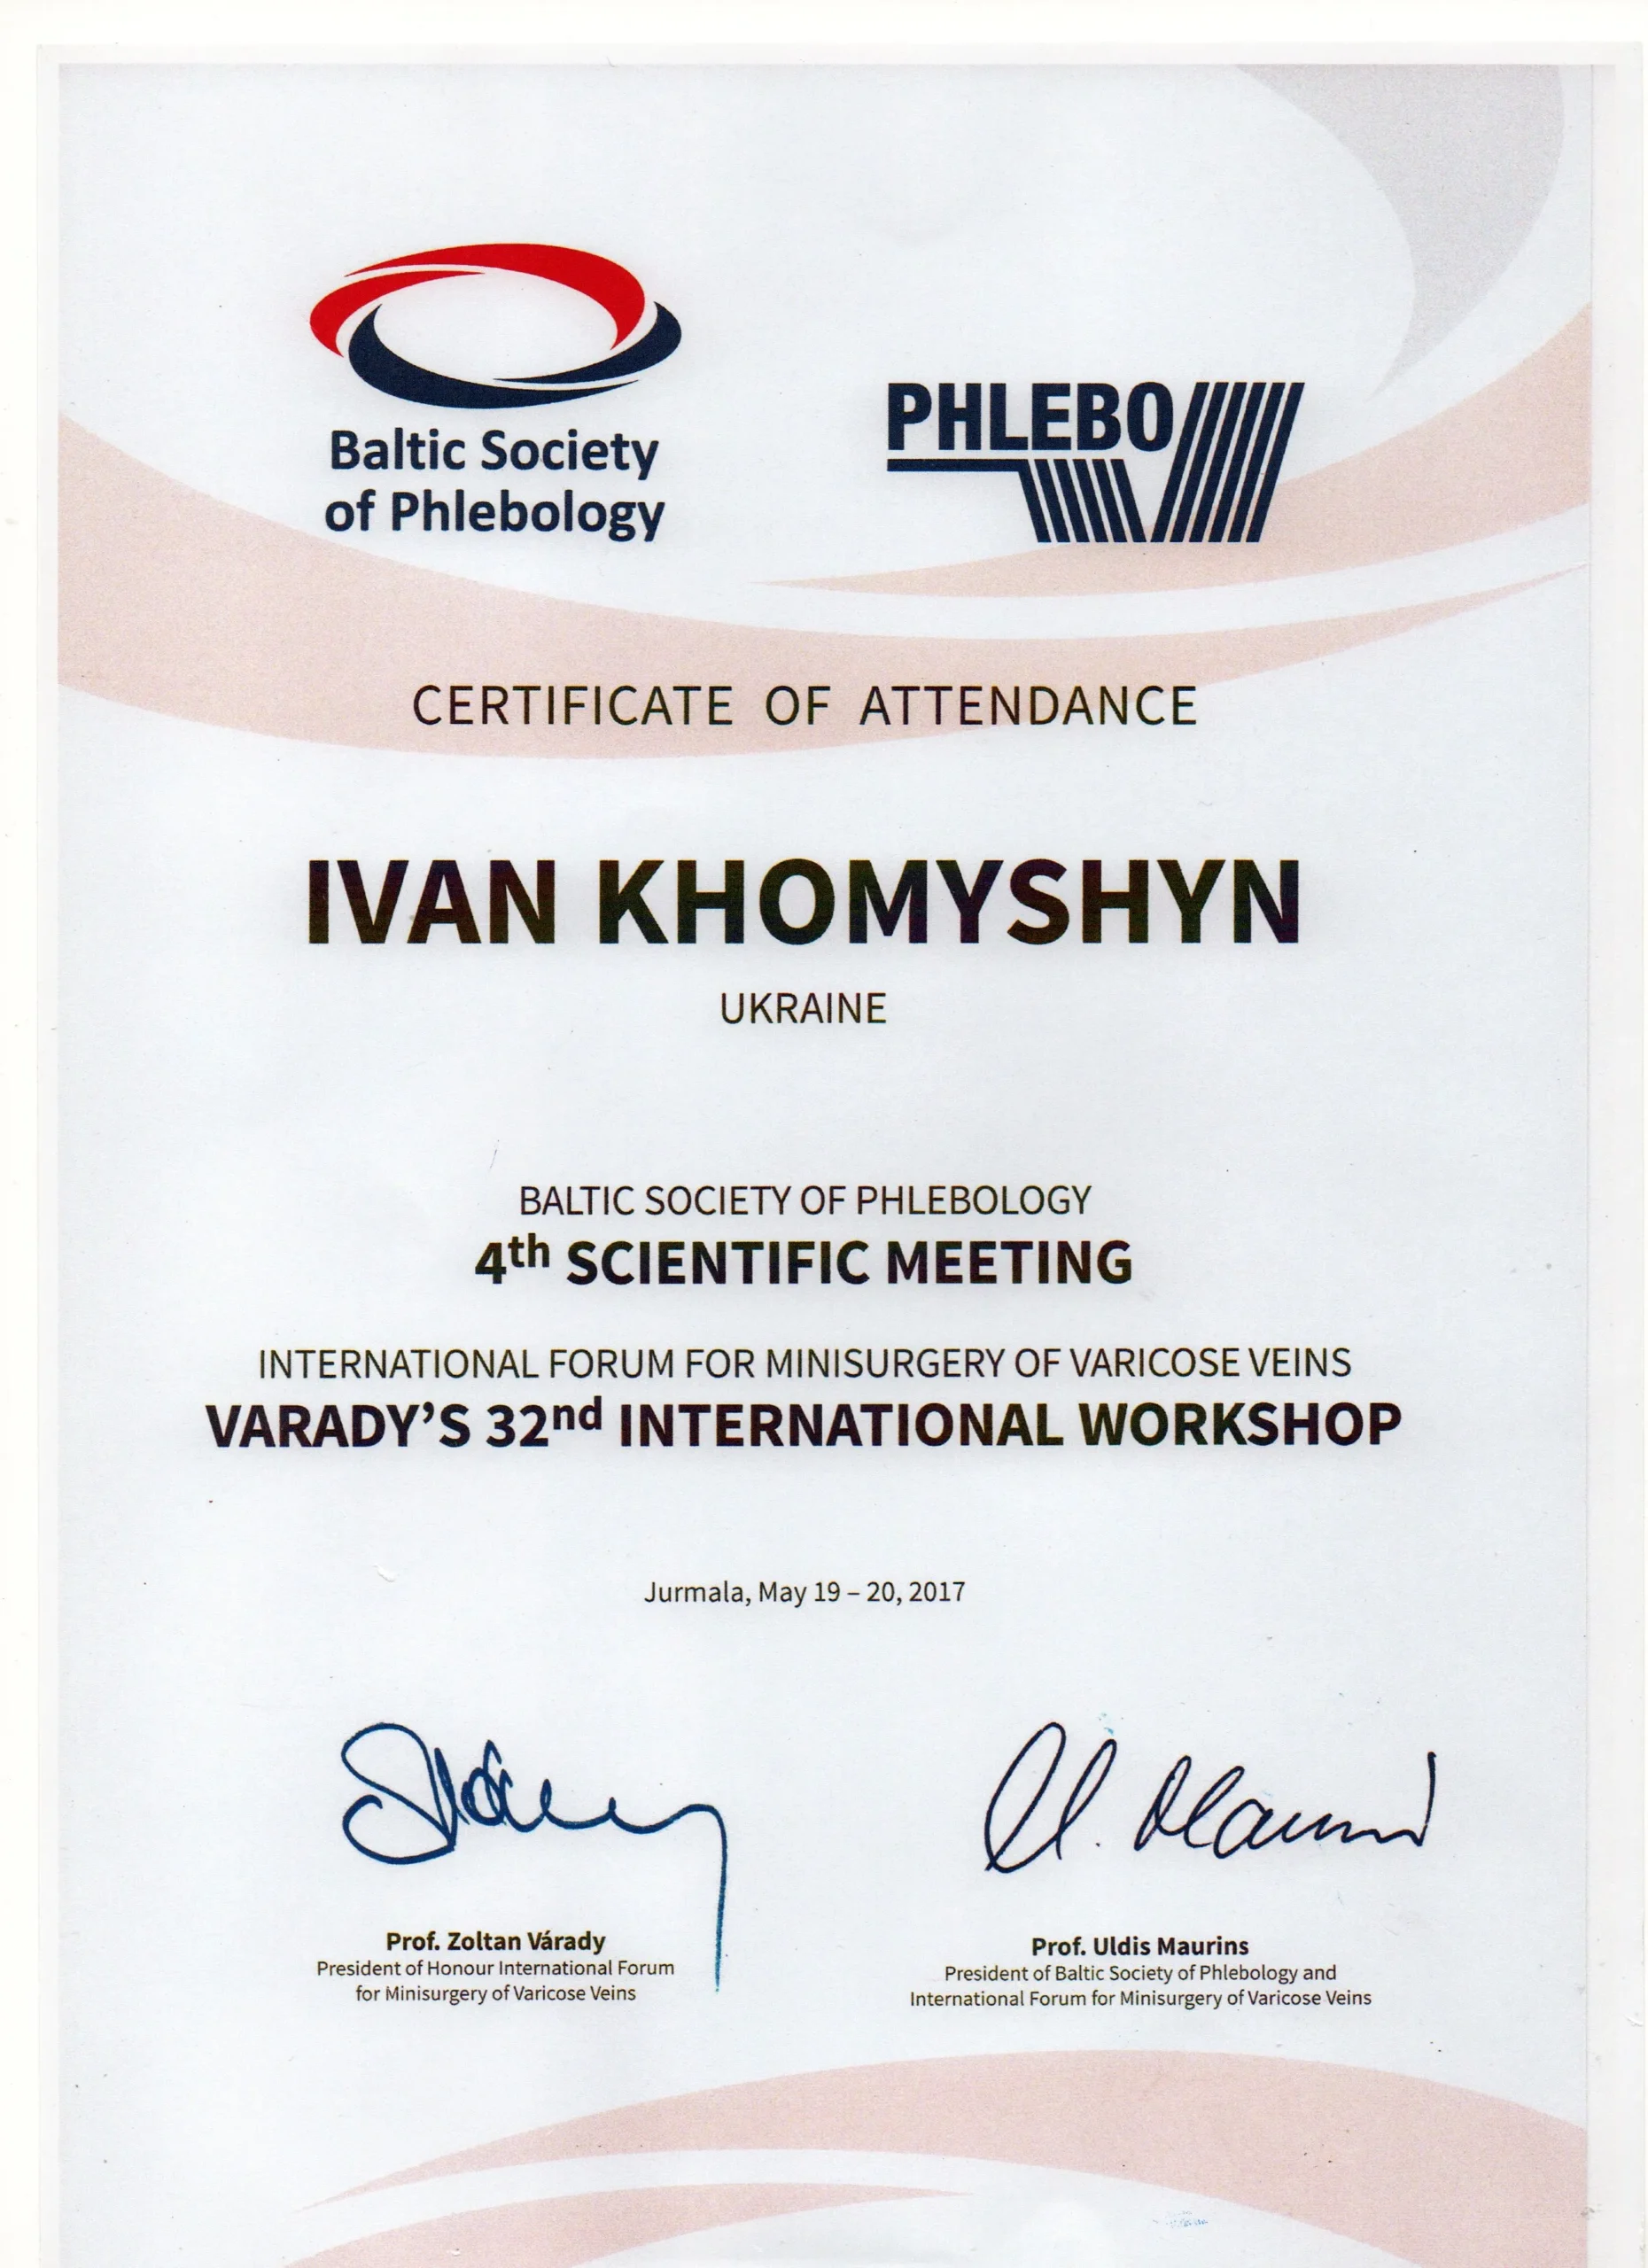 Baltic Society
of Phlebology
PHLEBO
CERTIFICATE OF ATTENDANCE
IVAN KHOMYSHYN
UKRAINE
BALTIC SOCIETY OF PHLEBOLOGY
4th SCIENTIFIC MEETING
INTERNATIONAL FORUM FOR MINISURGERY OF VARICOSE VEINS
VARADY’S 32nd INTERNATIONAL WORKSHOP
Jurmala, May 19 – 20, 2017
Prof. Zoltan Várady
President of Honour International Forum
for Minisurgery of Varicose Veins
U. Maurins
Prof. Uldis Maurins
President of Baltic Society of Phlebology and
International Forum for Minisurgery of Varicose Veins